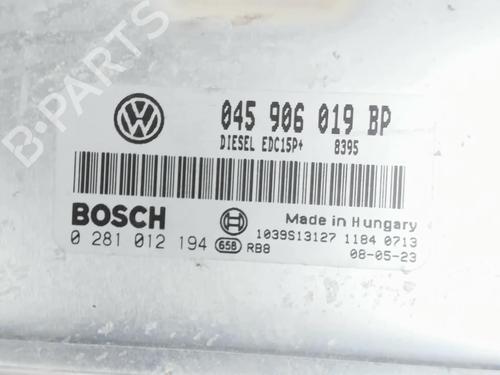 045 906 019 BP
DIESEL EDC15P+ 8395
BOSCH
Made in Hungary
0 281 012 194 658 RB8
1039S13127 1184 0713
08-05-23
B-PARTS
B-PARTS